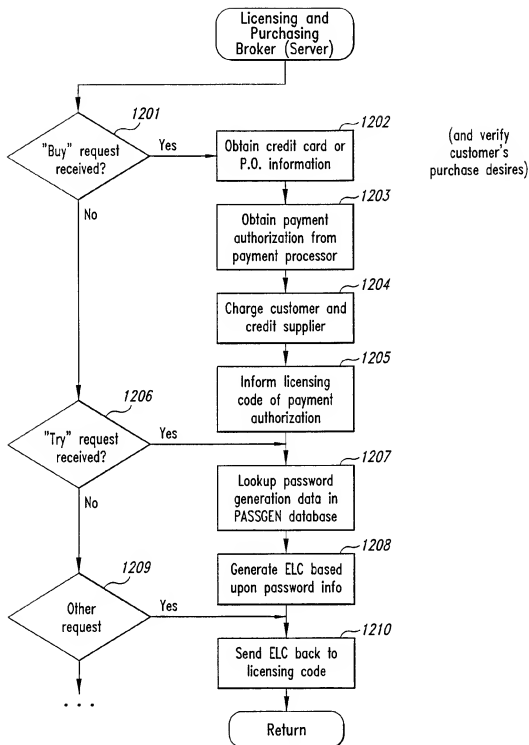 Licensing and
Purchasing
Broker (Server)
1201
"Buy" request
received?
Yes
No
1202
Obtain credit card or
P.O. information
(and verify
customer's
purchase desires)
1203
Obtain payment
authorization from
payment processor
1204
Charge customer and
credit supplier
1205
Inform licensing
code of payment
authorization
1206
"Try" request
received?
Yes
No
1207
Lookup password
generation data in
PASSGEN database
1208
Generate ELC based
upon password info
1209
Other
request
Yes
. . .
1210
Send ELC back to
licensing code
Return